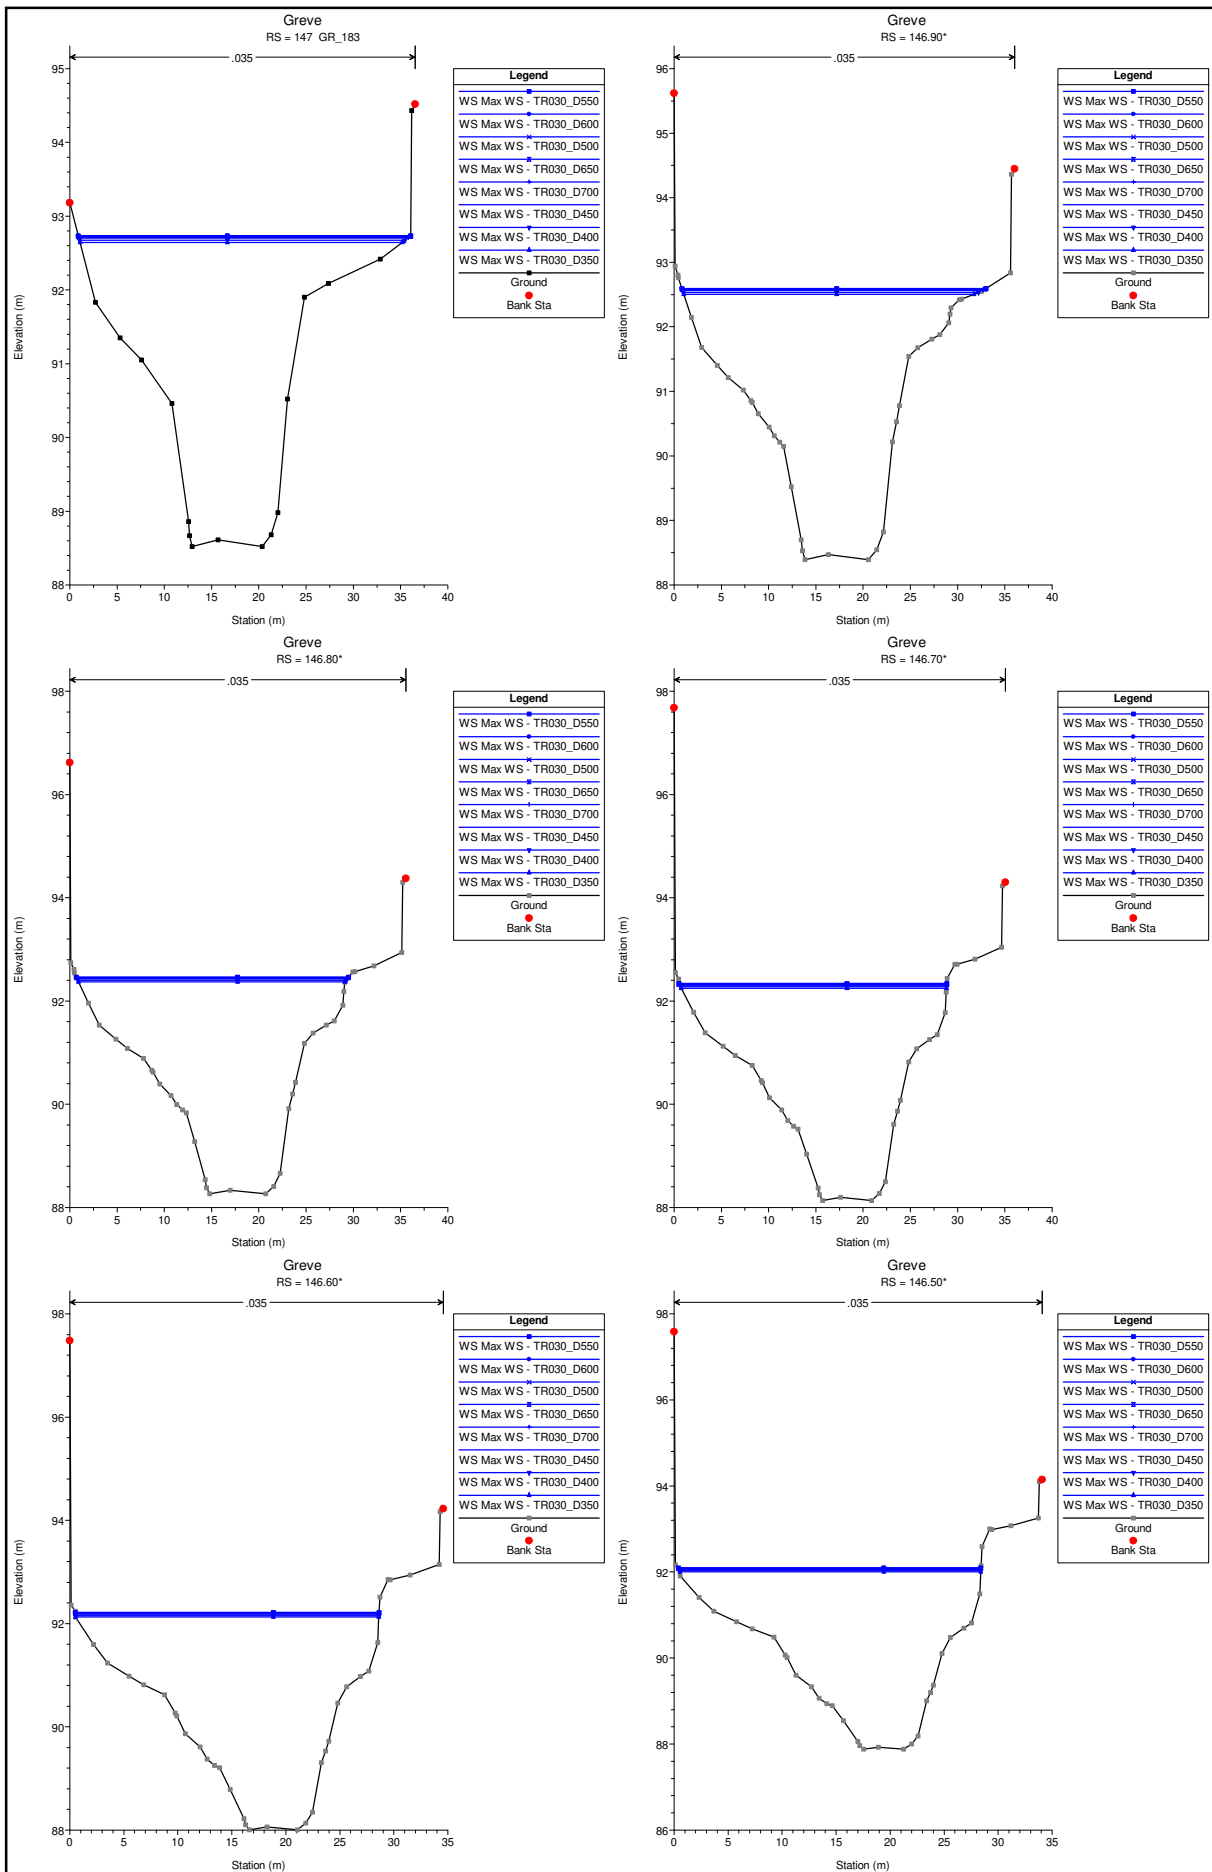 Greve
RS = 147 GR_183
.035
95
94
93
92
91
90
89
88
Elevation (m)
0 5 10 15 20 25 30 35 40
Station (m)
Legend
WS Max WS - TR030_D550
WS Max WS - TR030_D600
WS Max WS - TR030_D500
WS Max WS - TR030_D650
WS Max WS - TR030_D700
WS Max WS - TR030_D450
WS Max WS - TR030_D400
WS Max WS - TR030_D350
Ground
Bank Sta
Greve
RS = 146.90*
.035
96
95
94
93
92
91
90
89
88
Elevation (m)
0 5 10 15 20 25 30 35 40
Station (m)
Legend
WS Max WS - TR030_D550
WS Max WS - TR030_D600
WS Max WS - TR030_D500
WS Max WS - TR030_D650
WS Max WS - TR030_D700
WS Max WS - TR030_D450
WS Max WS - TR030_D400
WS Max WS - TR030_D350
Ground
Bank Sta
Greve
RS = 146.80*
.035
98
96
94
92
90
88
Elevation (m)
0 5 10 15 20 25 30 35 40
Station (m)
Legend
WS Max WS - TR030_D550
WS Max WS - TR030_D600
WS Max WS - TR030_D500
WS Max WS - TR030_D650
WS Max WS - TR030_D700
WS Max WS - TR030_D450
WS Max WS - TR030_D400
WS Max WS - TR030_D350
Ground
Bank Sta
Greve
RS = 146.70*
.035
98
96
94
92
90
88
Elevation (m)
0 5 10 15 20 25 30 35 40
Station (m)
Legend
WS Max WS - TR030_D550
WS Max WS - TR030_D600
WS Max WS - TR030_D500
WS Max WS - TR030_D650
WS Max WS - TR030_D700
WS Max WS - TR030_D450
WS Max WS - TR030_D400
WS Max WS - TR030_D350
Ground
Bank Sta
Greve
RS = 146.60*
.035
98
96
94
92
90
88
Elevation (m)
0 5 10 15 20 25 30 35
Station (m)
Legend
WS Max WS - TR030_D550
WS Max WS - TR030_D600
WS Max WS - TR030_D500
WS Max WS - TR030_D650
WS Max WS - TR030_D700
WS Max WS - TR030_D450
WS Max WS - TR030_D400
WS Max WS - TR030_D350
Ground
Bank Sta
Greve
RS = 146.50*
.035
98
96
94
92
90
88
86
Elevation (m)
0 5 10 15 20 25 30 35
Station (m)
Legend
WS Max WS - TR030_D550
WS Max WS - TR030_D600
WS Max WS - TR030_D500
WS Max WS - TR030_D650
WS Max WS - TR030_D700
WS Max WS - TR030_D450
WS Max WS - TR030_D400
WS Max WS - TR030_D350
Ground
Bank Sta